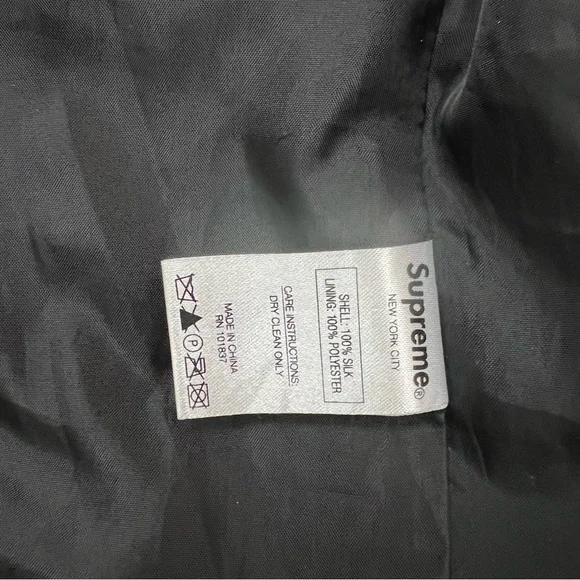 Supreme®
NEW YORK CITY
SHELL: 100% SILK
LINING: 100% POLYESTER
CARE INSTRUCTIONS:
DRY CLEAN ONLY
MADE IN CHINA
RN 101837
P